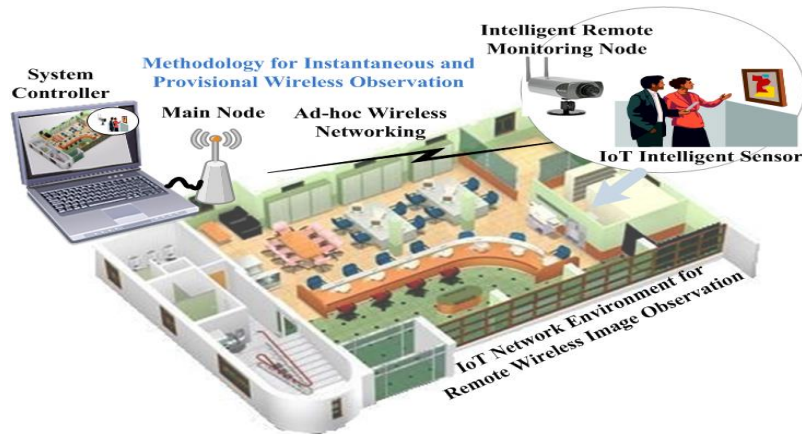 Methodology for Instantaneous and
Provisional Wireless Observation
Intelligent Remote
Monitoring Node
System
Controller
Main Node
Ad-hoc Wireless
Networking
IoT Intelligent Sensor
IoT Network Environment for
Remote Wireless Image Observation